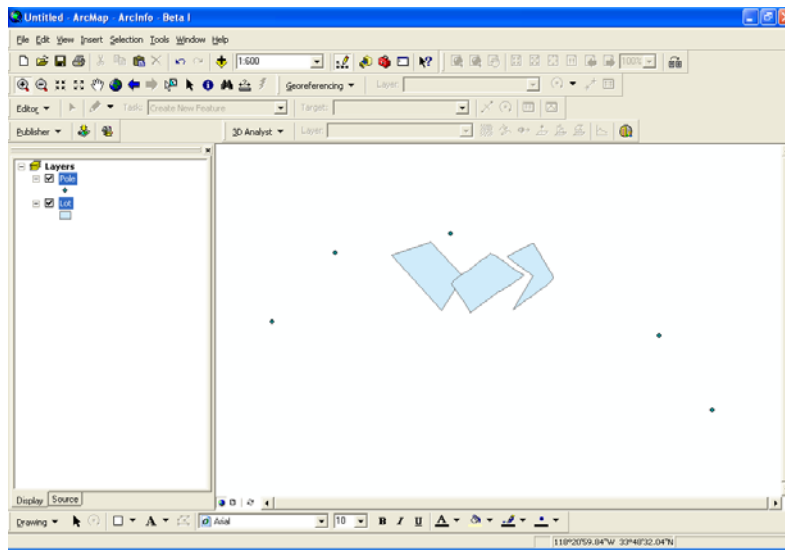 Untitled - ArcMap - ArcInfo - Beta I
File Edit View Insert Selection Tools Window Help
1:600
100%
Georeferencing Layer:
Editor Task: Create New Feature Target:
Publisher 3D Analyst Layer:
Layers
Pole
Lot
Display Source
Drawing A Arial 10 B I U A
118°20'59.84"W 33°48'32.04"N